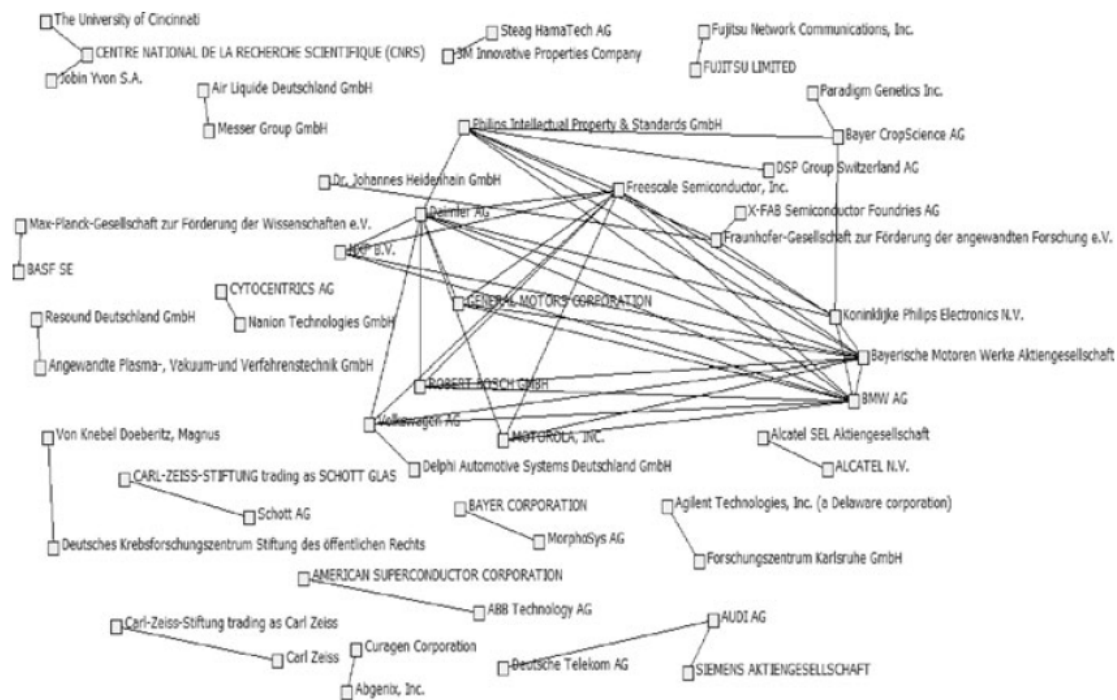 The University of Cincinnati
Steag HamaTech AG
Fujitsu Network Communications, Inc.
CENTRE NATIONAL DE LA RECHERCHE SCIENTIFIQUE (CNRS)
3M Innovative Properties Company
FUJITSU LIMITED
Jobin Yvon S.A.
Air Liquide Deutschland GmbH
Paradigm Genetics Inc.
Messer Group GmbH
Philips Intellectual Property & Standards GmbH
Bayer CropScience AG
DSP Group Switzerland AG
Dr. Johannes Heidenhain GmbH
Freescale Semiconductor, Inc.
Daimler AG
X-FAB Semiconductor Foundries AG
Max-Planck-Gesellschaft zur Förderung der Wissenschaften e.V.
Fraunhofer-Gesellschaft zur Förderung der angewandten Forschung e.V.
NXP B.V.
BASF SE
CYTOCENTRICS AG
GENERAL MOTORS CORPORATION
Resound Deutschland GmbH
Nanion Technologies GmbH
Koninklijke Philips Electronics N.V.
Bayerische Motoren Werke Aktiengesellschaft
Angewandte Plasma-, Vakuum-und Verfahrenstechnik GmbH
ROBERT BOSCH GMBH
BMW AG
Volkswagen AG
Von Knebel Doeberitz, Magnus
MOTOROLA, INC.
Alcatel SEL Aktiengesellschaft
Delphi Automotive Systems Deutschland GmbH
ALCATEL N.V.
CARL-ZEISS-STIFTUNG trading as SCHOTT GLAS
Agilent Technologies, Inc. (a Delaware corporation)
BAYER CORPORATION
Schott AG
MorphoSys AG
Deutsches Krebsforschungszentrum Stiftung des öffentlichen Rechts
Forschungszentrum Karlsruhe GmbH
AMERICAN SUPERCONDUCTOR CORPORATION
ABB Technology AG
Carl-Zeiss-Stiftung trading as Carl Zeiss
AUDI AG
Curagen Corporation
Carl Zeiss
Deutsche Telekom AG
SIEMENS AKTIENGESELLSCHAFT
Abgenix, Inc.